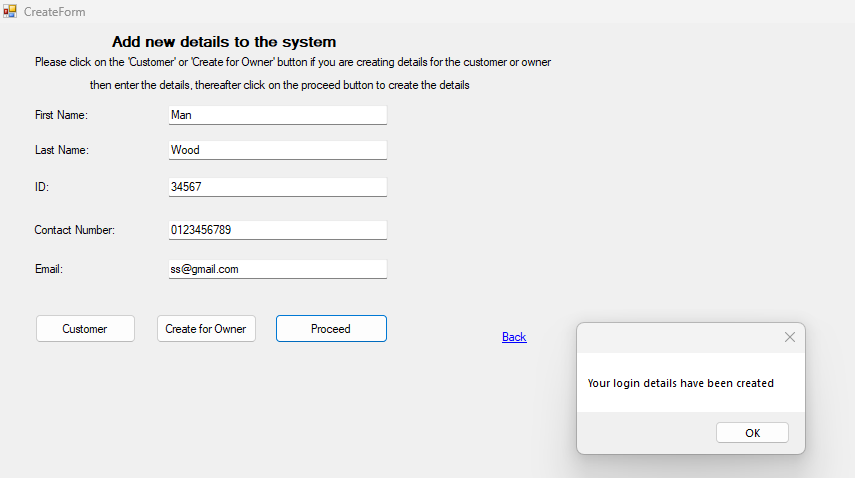 CreateForm
Add new details to the system
Please click on the 'Customer' or 'Create for Owner' button if you are creating details for the customer or owner
then enter the details, thereafter click on the proceed button to create the details
First Name: Man
Last Name: Wood
ID: 34567
Contact Number: 0123456789
Email: ss@gmail.com
Customer Create for Owner Proceed Back
Your login details have been created
OK